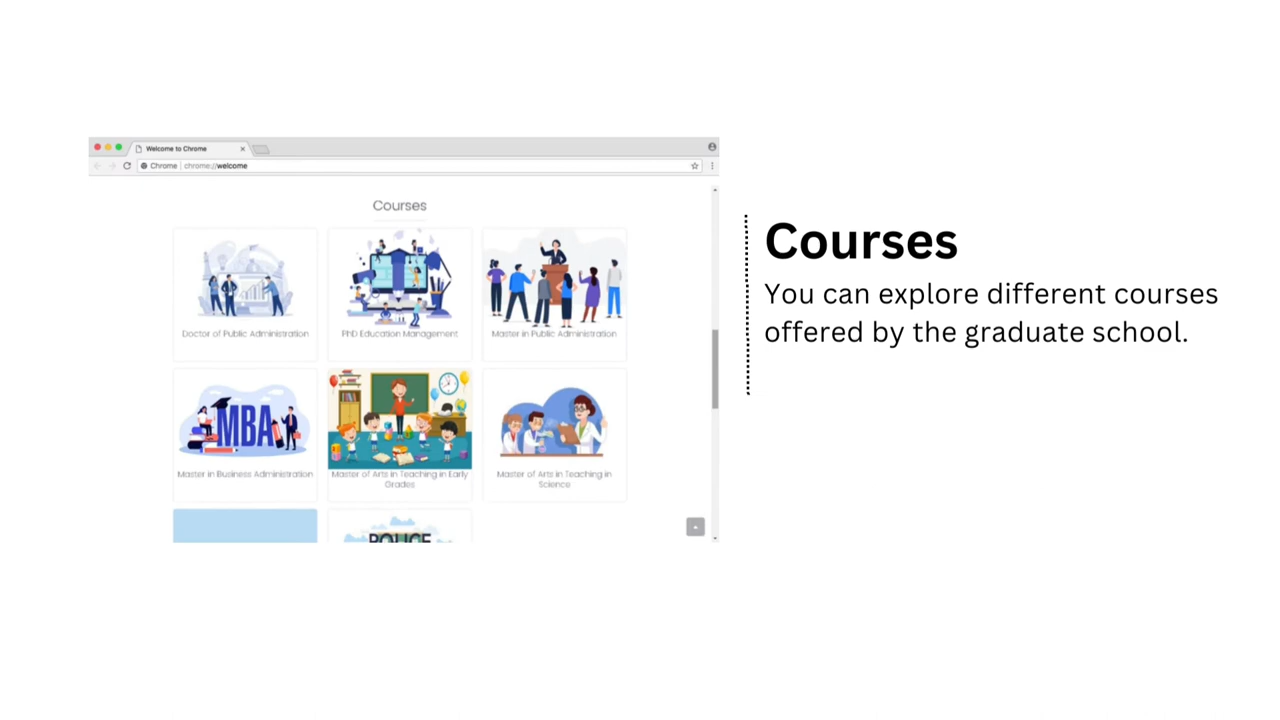 Welcome to Chrome
Chrome | chrome://welcome
Courses
Doctor of Public Administration
PhD Education Management
Master in Public Administration
MBA
Master in Business Administration
Master of Arts in Teaching in Early
Grades
Master of Arts in Teaching in
Science
POLICE
Courses
You can explore different courses
offered by the graduate school.